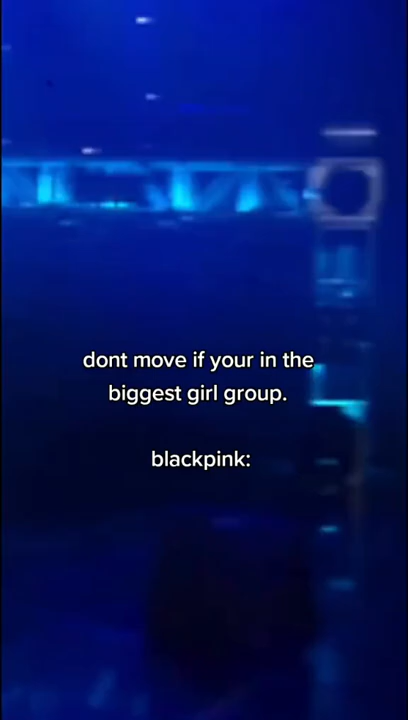 dont move if your in the
biggest girl group.
blackpink: